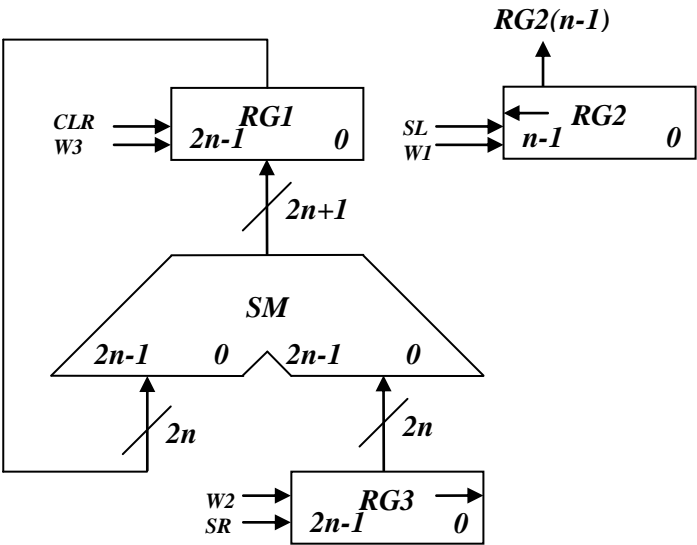 RG2(n-1)
CLR
W3
RG1
2n-1 0
SL
W1
RG2
n-1 0
2n+1
SM
2n-1 0 2n-1 0
2n
2n
W2
SR
RG3
2n-1 0